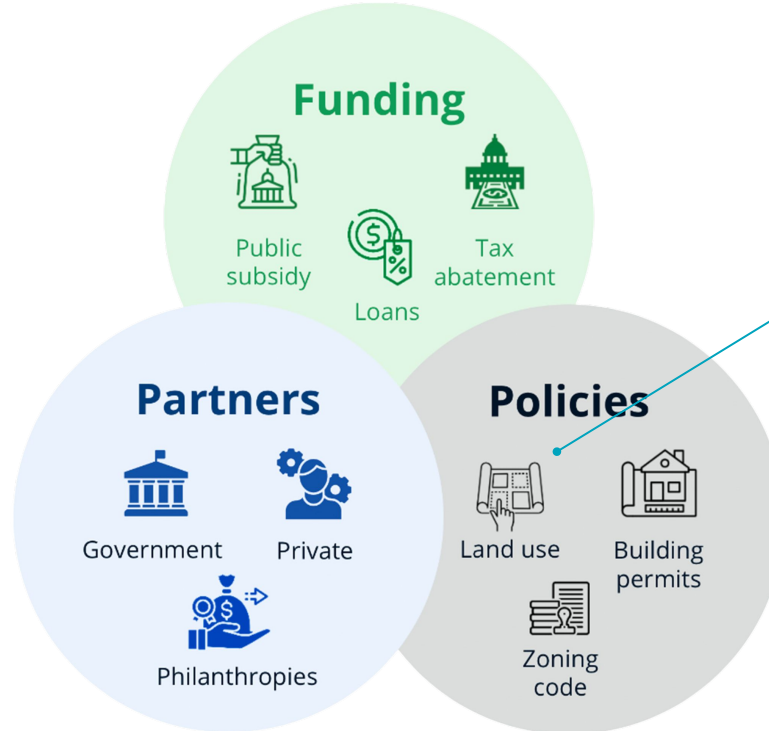 Funding
Public
subsidy
Loans
Tax
abatement
Partners
Government
Private
Philanthropies
Policies
Land use
Building
permits
Zoning
code